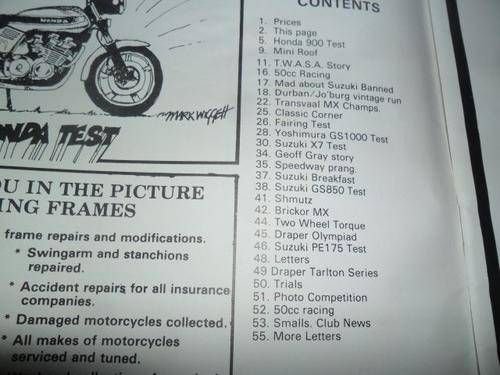 HONDA
MARK WIGGETT
ONDA TEST
OU IN THE PICTURE
ING FRAMES
frame repairs and modifications.
* Swingarm and stanchions
repaired.
* Accident repairs for all insurance
companies.
* Damaged motorcycles collected.
* All makes of motorcycles
serviced and tuned.
CONTENTS
1. Prices
2. This page
5. Honda 900 Test
9. Mini Roof
11. T.W.A.S.A. Story
16. 50cc Racing
17. Mad about Suzuki Banned
18. Durban/Jo'burg vintage run
22. Transvaal MX Champs.
25. Classic Corner
26. Fairing Test
28. Yoshimura GS1000 Test
30. Suzuki X7 Test
34. Geoff Gray story
35. Speedway prang.
37. Suzuki Breakfast
38. Suzuki GS850 Test
41. Shmutz
42. Brickor MX
44. Two Wheel Torque
45. Draper Olympiad
46. Suzuki PE175 Test
48. Letters
49 Draper Tarlton Series
50. Trials
51. Photo Competition
52. 50cc racing
53. Smalls. Club News
55. More Letters